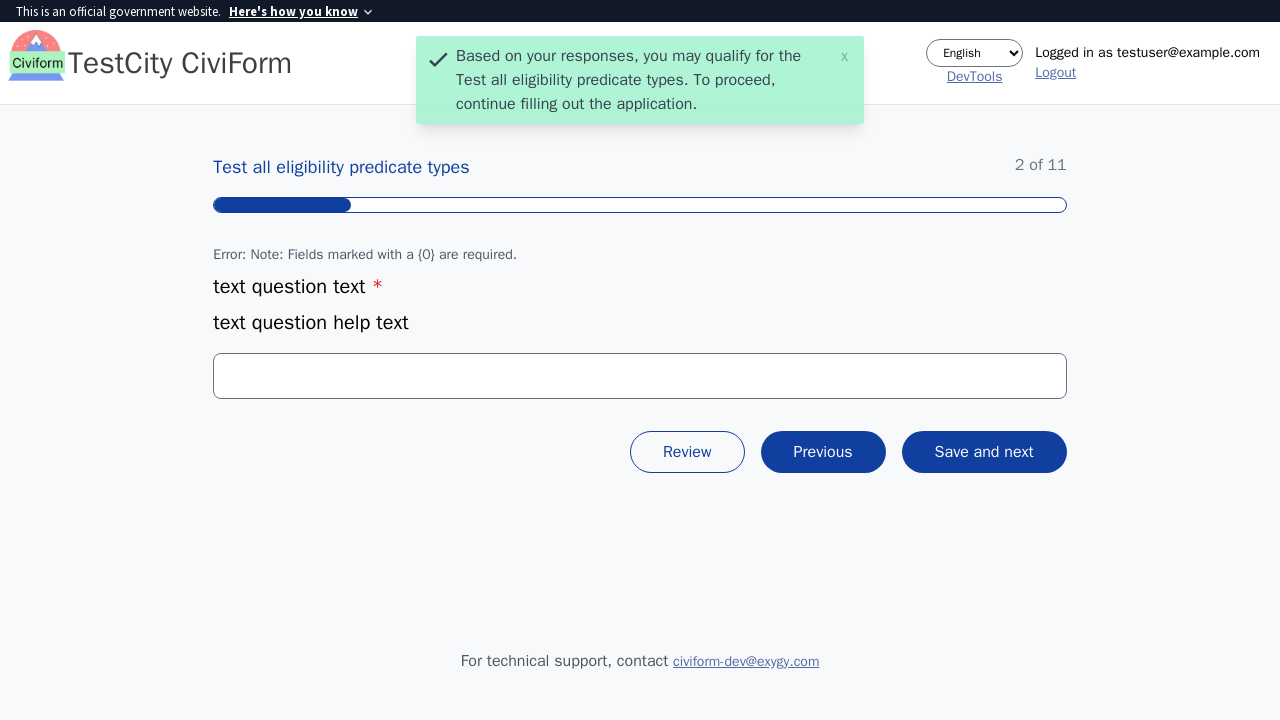 This is an official government website. Here's how you know
Civiform
TestCity CiviForm
Based on your responses, you may qualify for the
Test all eligibility predicate types. To proceed,
continue filling out the application.
x
English
DevTools
Logged in as testuser@example.com
Logout
Test all eligibility predicate types
2 of 11
Error: Note: Fields marked with a {0} are required.
text question text *
text question help text
Review
Previous
Save and next
For technical support, contact civiform-dev@exygy.com